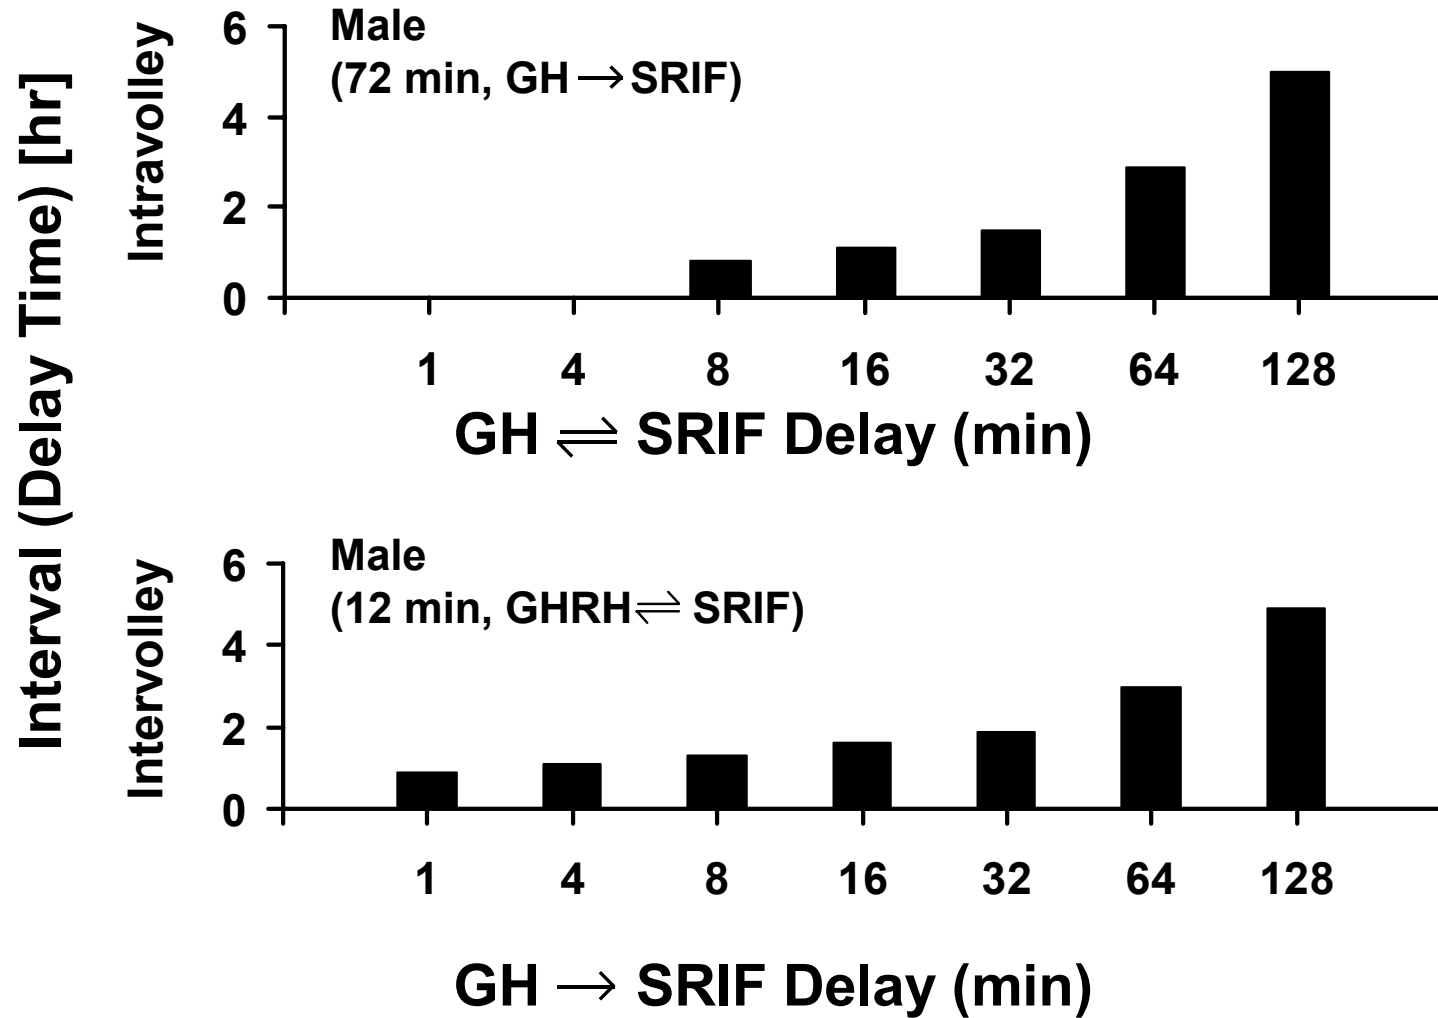 Interval (Delay Time) [hr]
Intravolley
6
4
2
0
Male
(72 min, GH → SRIF)
1 4 8 16 32 64 128
GH ⇌ SRIF Delay (min)
Intervolley
6
4
2
0
Male
(12 min, GHRH ⇌ SRIF)
1 4 8 16 32 64 128
GH → SRIF Delay (min)